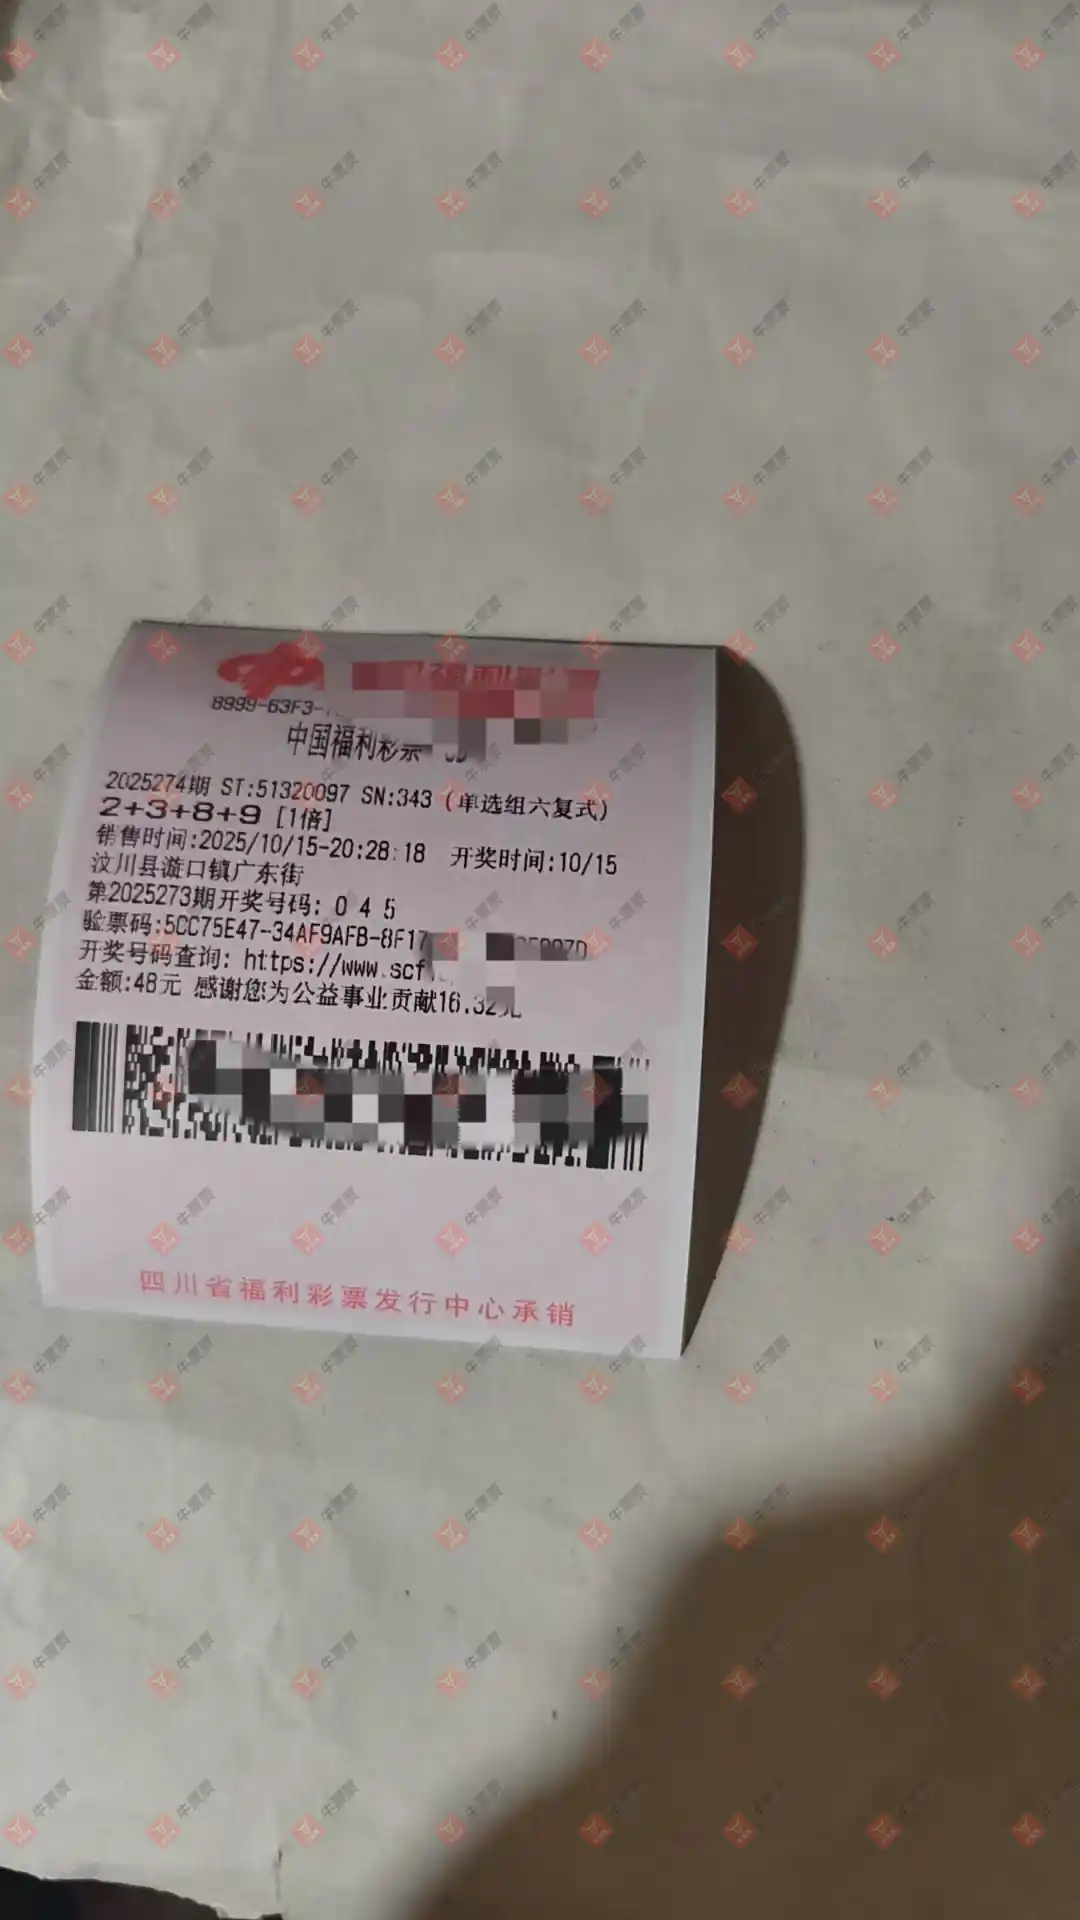 8999-63F3-
中国福利彩票
2025274期 ST:51320097 SN:343 (单选组六复式)
2+3+8+9 [1倍]
销售时间:2025/10/15-20:28:18 开奖时间:10/15
汶川县漩口镇广东街
第2025273期开奖号码: 0 4 5
验票码:5CC75E47-34AF9AFB-8F17
开奖号码查询: https://www.scf
金额:48元 感谢您为公益事业贡献16.32元
四川省福利彩票发行中心承销